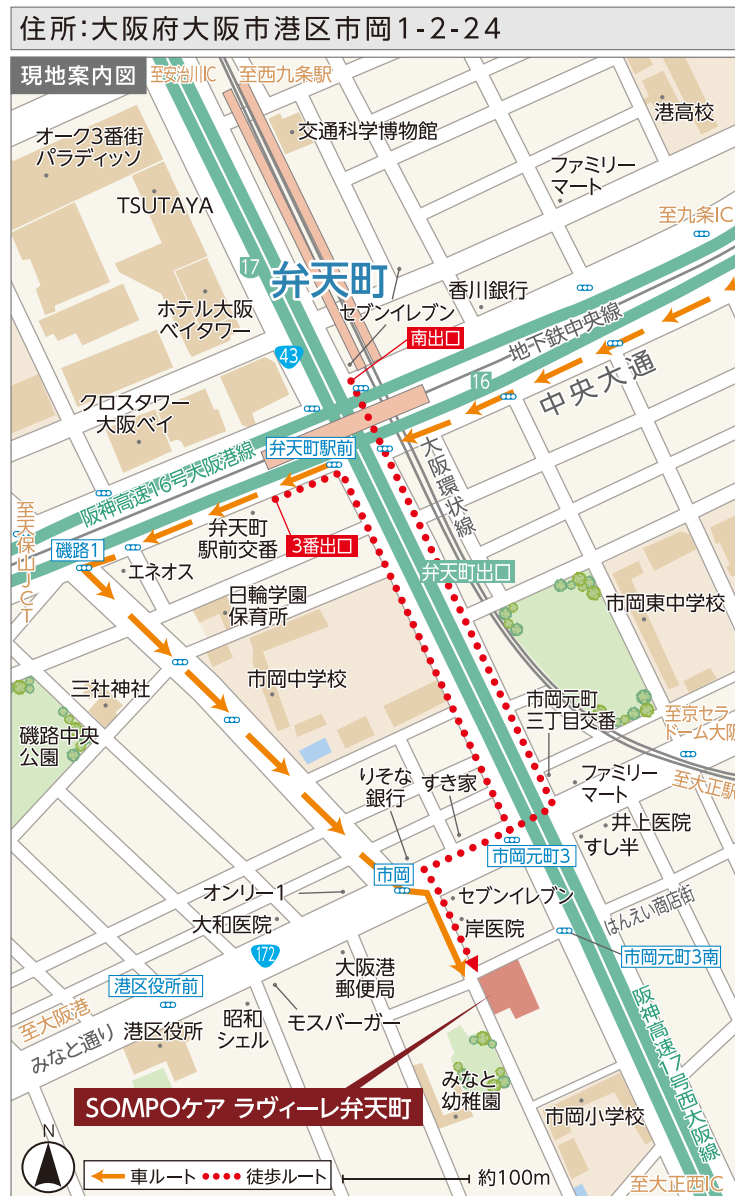 住所:大阪府大阪市港区市岡1-2-24
現地案内図
至安治川IC
至西九条駅
港高校
交通科学博物館
オーク3番街
パラディッソ
ファミリー
マート
TSUTAYA
至九条IC
17
弁天町
香川銀行
セブンイレブン
ホテル大阪
ベイタワー
南出口
地下鉄中央線
43
16
中央大通
クロスタワー
大阪ベイ
弁天町駅前
大阪環状線
阪神高速16号大阪港線
至天保山JCT
弁天町
駅前交番
3番出口
磯路1
エネオス
弁天町出口
日輪学園
保育所
市岡東中学校
市岡中学校
三社神社
市岡元町
三丁目交番
至京セラ
ドーム大阪
磯路中央
公園
りそな
銀行
すき家
ファミリー
マート
至大正駅
井上医院
すし半
市岡元町3
市岡
オンリー1
セブンイレブン
はんえい商店街
大和医院
岸医院
172
市岡元町3南
大阪港
郵便局
港区役所前
至大阪港
昭和
シェル
モスバーガー
みなと通り
港区役所
阪神高速17号西大阪線
みなと
幼稚園
SOMPOケア ラヴィーレ弁天町
市岡小学校
N
車ルート
徒歩ルート
約100m
至大正西IC